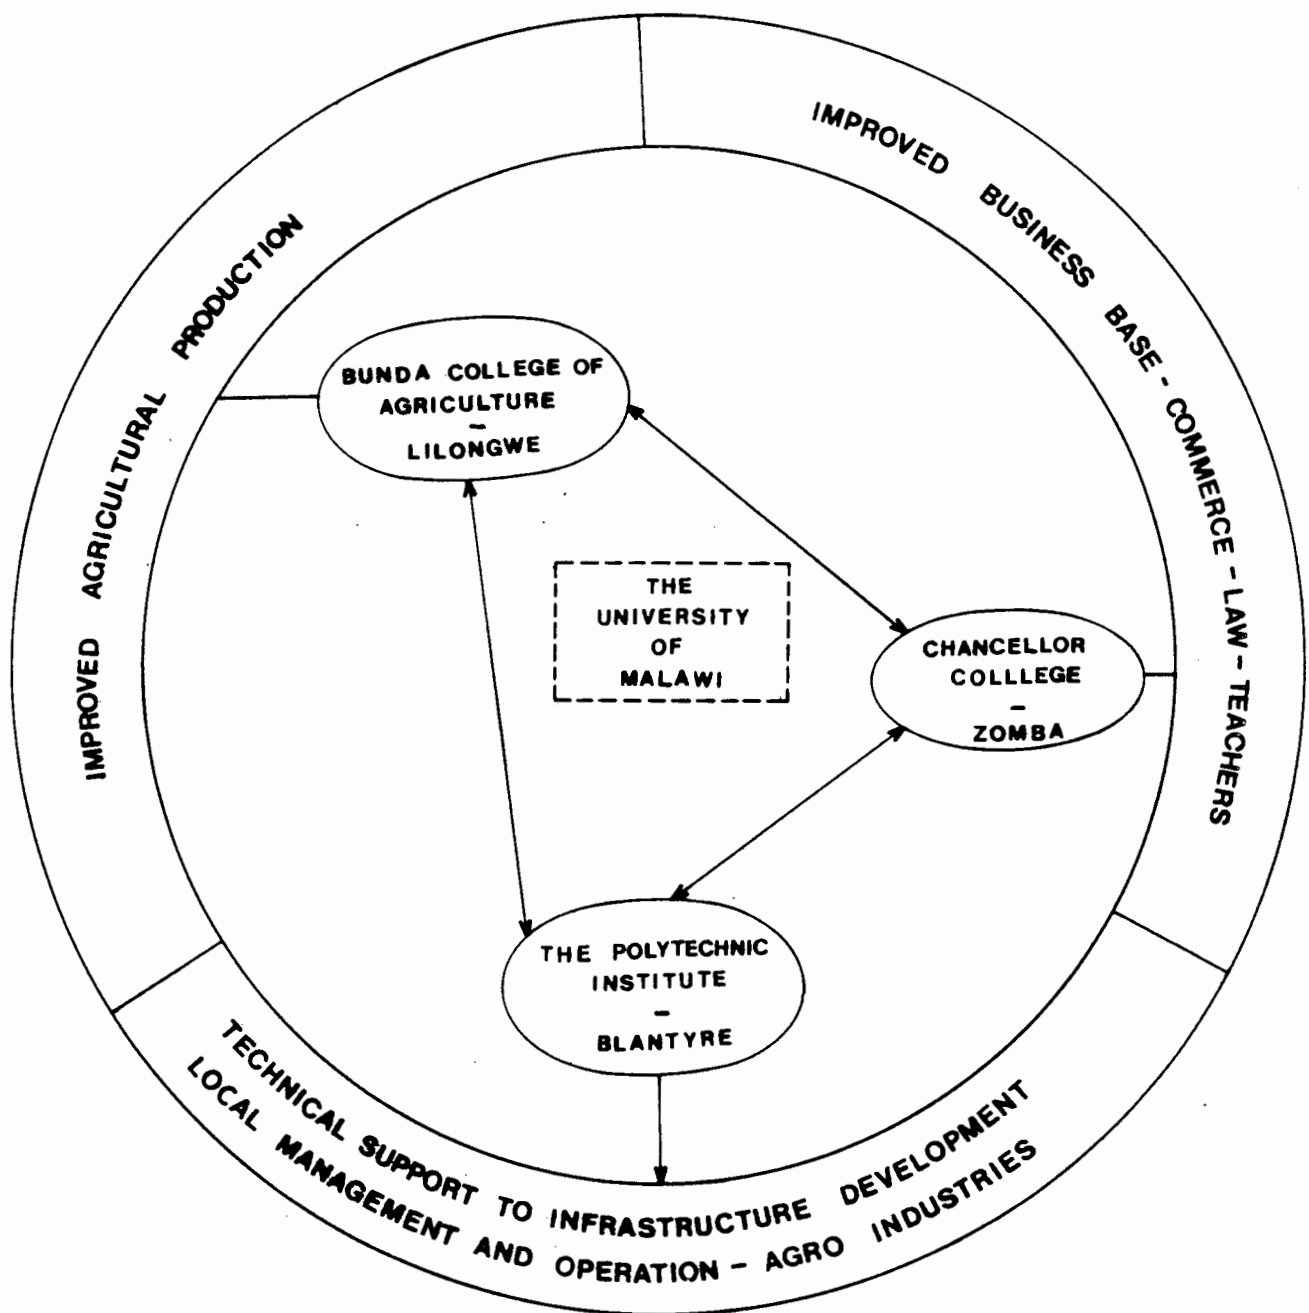 IMPROVED AGRICULTURAL PRODUCTION
IMPROVED BUSINESS BASE - COMMERCE - LAW - TEACHERS
BUNDA COLLEGE OF
AGRICULTURE
-
LILONGWE
THE
UNIVERSITY
OF
MALAWI
CHANCELLOR
COLLLEGE
-
ZOMBA
THE POLYTECHNIC
INSTITUTE
-
BLANTYRE
TECHNICAL SUPPORT TO INFRASTRUCTURE DEVELOPMENT
LOCAL MANAGEMENT AND OPERATION - AGRO INDUSTRIES